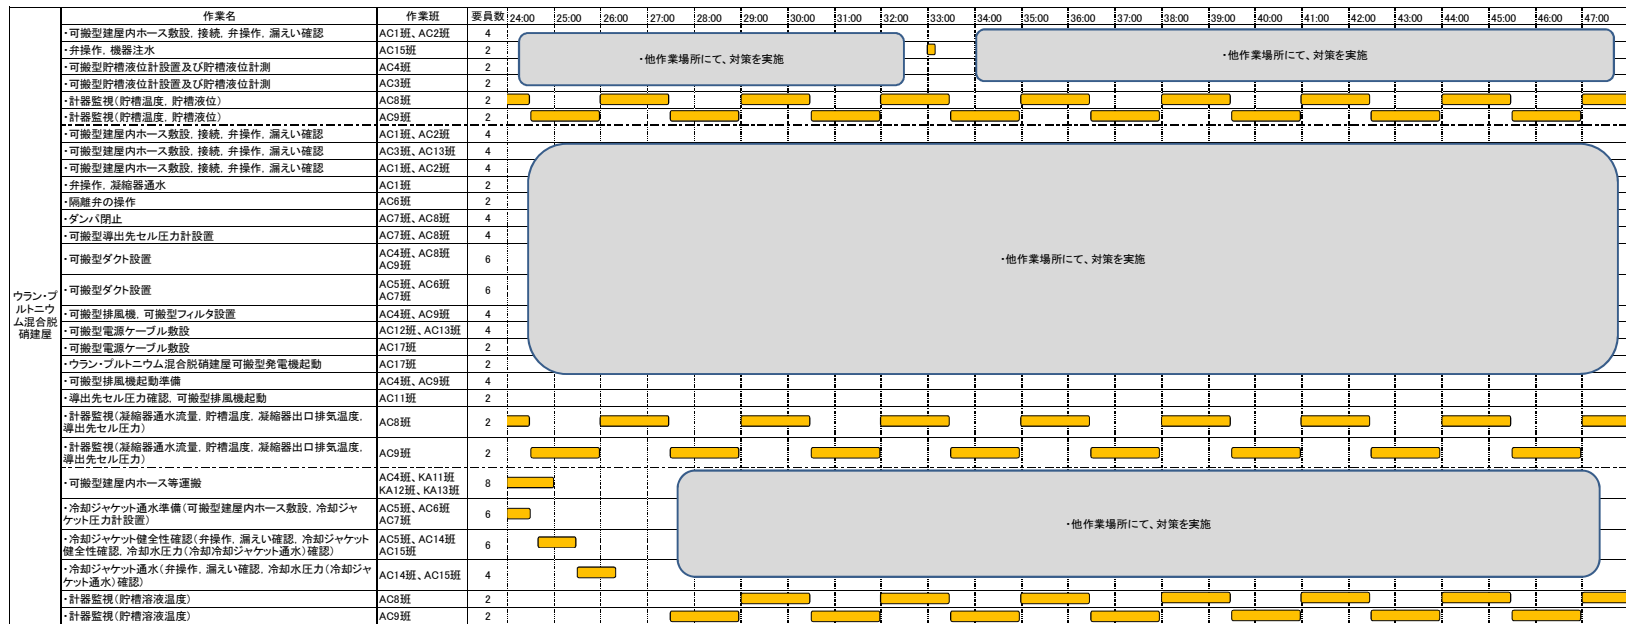 作業名 作業班 要員数 24:00 25:00 26:00 27:00 28:00 29:00 30:00 31:00 32:00 33:00 34:00 35:00 36:00 37:00 38:00 39:00 40:00 41:00 42:00 43:00 44:00 45:00 46:00 47:00
ウラン・プ
ルトニウ
ム混合脱
硝建屋
・可搬型建屋内ホース敷設, 接続, 弁操作, 漏えい確認 AC1班、AC2班 4
・弁操作, 機器注水 AC15班 2
・可搬型貯槽液位計設置及び貯槽液位計測 AC4班 2
・可搬型貯槽液位計設置及び貯槽液位計測 AC3班 2
・他作業場所にて、対策を実施
・他作業場所にて、対策を実施
・計器監視(貯槽温度, 貯槽液位) AC8班 2
・計器監視(貯槽温度, 貯槽液位) AC9班 2
・可搬型建屋内ホース敷設, 接続, 弁操作, 漏えい確認 AC1班、AC2班 4
・可搬型建屋内ホース敷設, 接続, 弁操作, 漏えい確認 AC3班、AC13班 4
・可搬型建屋内ホース敷設, 接続, 弁操作, 漏えい確認 AC1班、AC2班 4
・弁操作, 凝縮器通水 AC1班 2
・隔離弁の操作 AC6班 2
・ダンパ閉止 AC7班、AC8班 4
・可搬型導出先セル圧力計設置 AC7班、AC8班 4
・可搬型ダクト設置 AC4班、AC8班 6
AC9班
・他作業場所にて、対策を実施
・可搬型ダクト設置 AC5班、AC6班 6
AC7班
・可搬型排風機, 可搬型フィルタ設置 AC4班、AC9班 4
・可搬型電源ケーブル敷設 AC12班、AC13班 4
・可搬型電源ケーブル敷設 AC17班 2
・ウラン・プルトニウム混合脱硝建屋可搬型発電機起動 AC17班 2
・可搬型排風機起動準備 AC4班、AC9班 4
・導出先セル圧力確認, 可搬型排風機起動 AC11班 2
・計器監視(凝縮器通水流量, 貯槽温度, 凝縮器出口排気温度,
導出先セル圧力) AC8班 2
・計器監視(凝縮器通水流量, 貯槽温度, 凝縮器出口排気温度,
導出先セル圧力) AC9班 2
・可搬型建屋内ホース等運搬 AC4班、KA11班 8
KA12班、KA13班
・冷却ジャケット通水準備(可搬型建屋内ホース敷設, 冷却ジャ
ケット圧力計設置) AC5班、AC6班 6
AC7班
・他作業場所にて、対策を実施
・冷却ジャケット健全性確認(弁操作, 漏えい確認, 冷却ジャケット
健全性確認, 冷却水圧力(冷却冷却ジャケット通水)確認) AC5班、AC14班 6
AC15班
・冷却ジャケット通水(弁操作, 漏えい確認, 冷却水圧力(冷却ジャ
ケット通水)確認) AC14班、AC15班 4
・計器監視(貯槽溶液温度) AC8班 2
・計器監視(貯槽溶液温度) AC9班 2